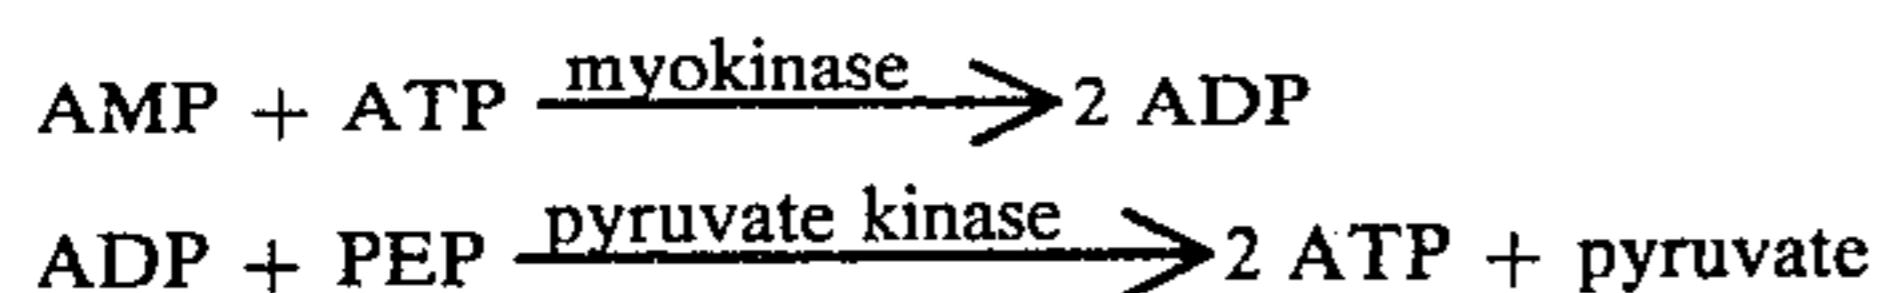 AMP + ATP myokinase 2 ADP
ADP + PEP pyruvate kinase 2 ATP + pyruvate